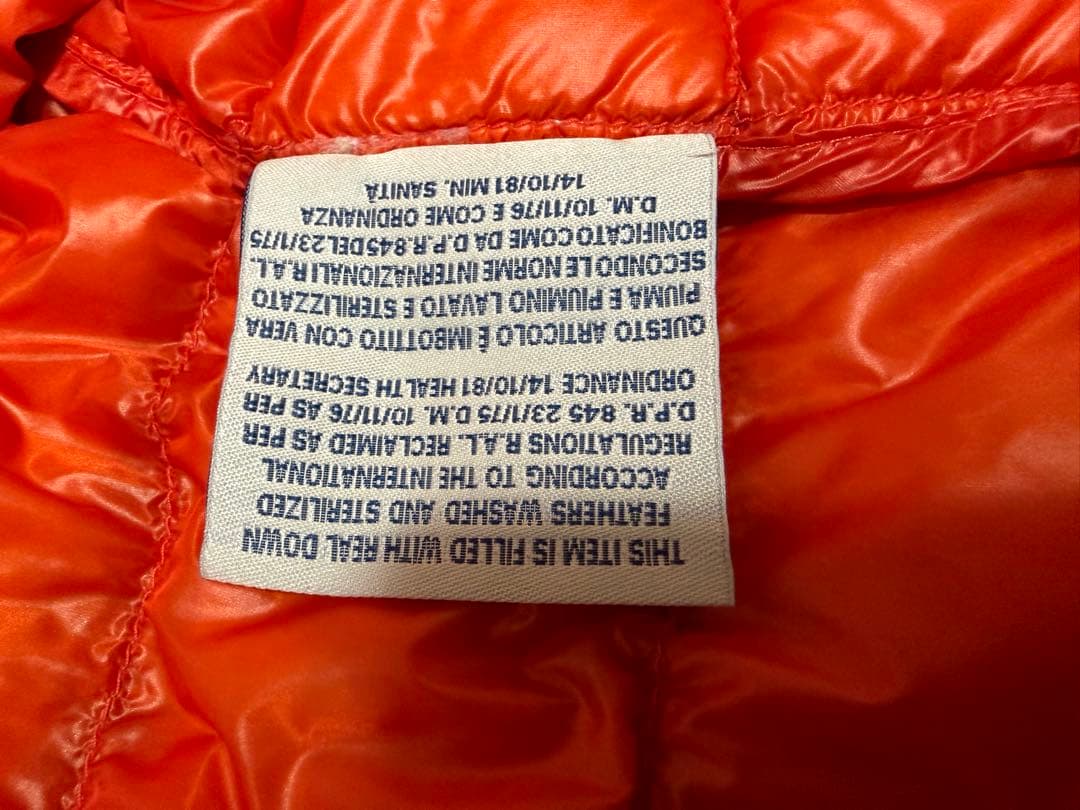 THIS ITEM IS FILLED WITH REAL DOWN
FEATHERS WASHED AND STERILIZED
ACCORDING TO THE INTERNATIONAL
REGULATIONS R.A.L. RECLAIMED AS PER
D.P.R. 845 23/1/75 D.M. 10/11/76 AS PER
ORDINANCE 14/10/81 HEALTH SECRETARY
QUESTO ARTICOLO È IMBOTTITO CON VERA
PIUMA E PIUMINO LAVATO E STERILIZZATO
SECONDO LE NORME INTERNAZIONALI R.A.L.
BONIFICATO COME DA D.P.R. 845 DEL 23/1/75
D.M. 10/11/76 E COME ORDINANZA
14/10/81 MIN. SANITÀ